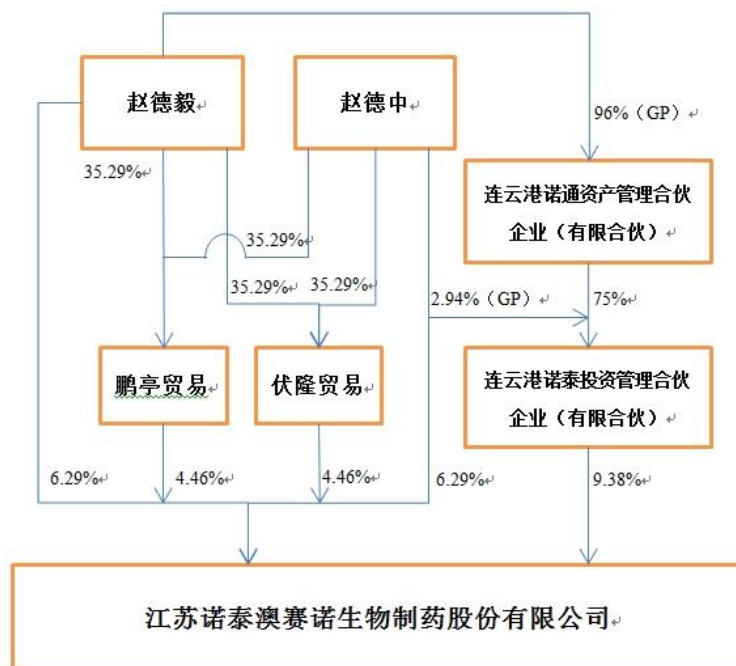 赵德毅
赵德中
96%（GP）
35.29%
连云港诺通资产管理合伙
企业（有限合伙）
35.29%
35.29%
35.29%
2.94%（GP）
75%
鹏亭贸易
伏隆贸易
连云港诺泰投资管理合伙
企业（有限合伙）
6.29%
4.46%
4.46%
6.29%
9.38%
江苏诺泰澳赛诺生物制药股份有限公司